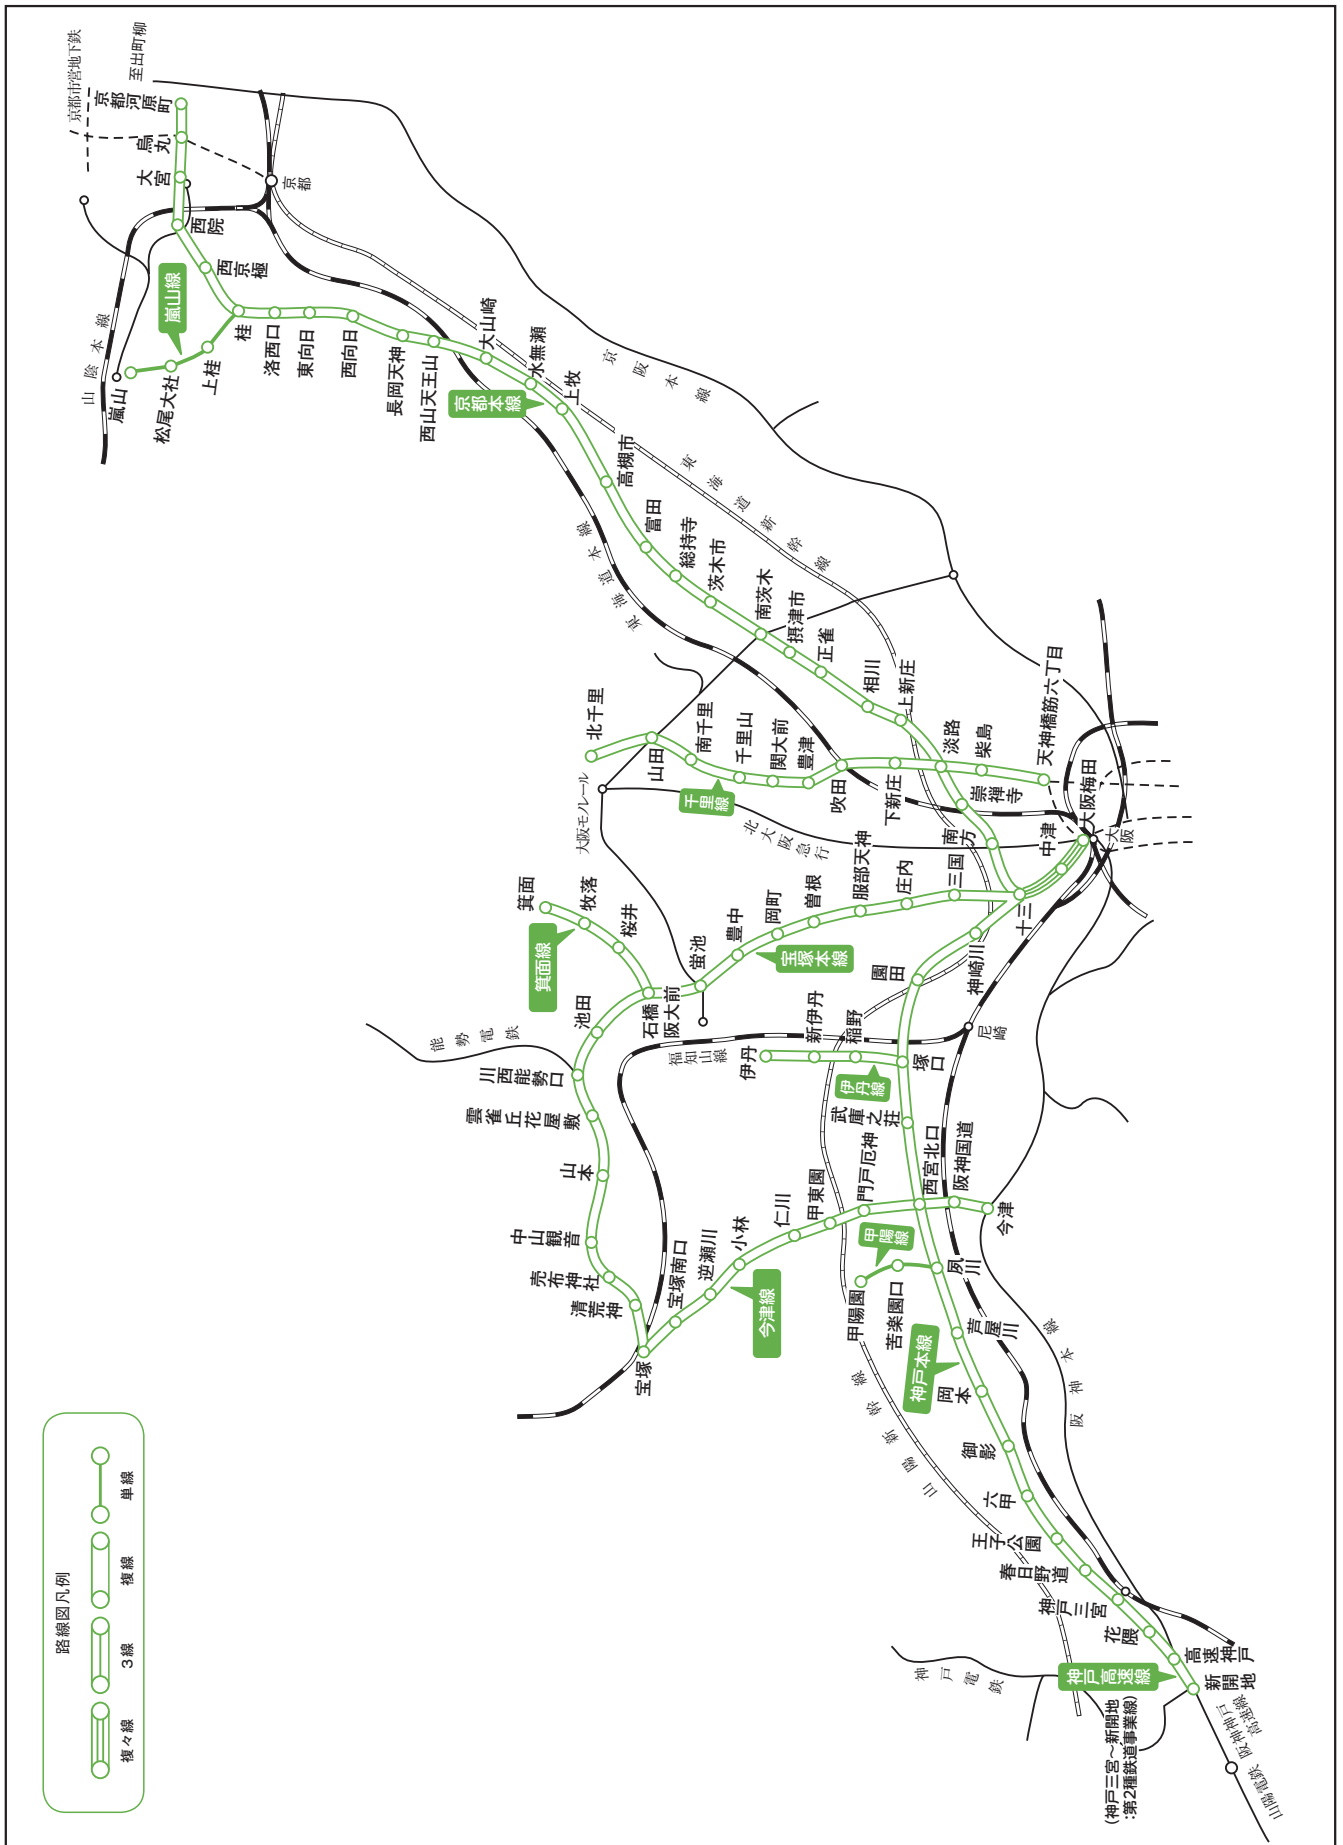 京都市営地下鉄
至出町柳
京都河原町
烏丸
大宮
西院
西京極
桂
洛西口
東向日
西向日
長岡天神
西山天王山
大山崎
水無瀬
上牧
高槻市
富田
総持寺
茨木市
南茨木
摂津市
正雀
相川
上新庄
淡路
崇禅寺
南方
十三
中津
大阪梅田
京都本線
京都
嵐山線
上桂
松尾大社
嵐山
山陰本線
京阪本線
東海道新幹線
東海道本線
北千里
山田
南千里
千里山
関大前
豊津
吹田
下新庄
柴島
天神橋筋六丁目
千里線
大阪モノレール
北大阪急行
大阪
三国
庄内
服部天神
曽根
岡町
豊中
蛍池
石橋
阪大前
池田
川西能勢口
雲雀丘花屋敷
山本
中山観音
売布神社
清荒神
宝塚
宝塚本線
箕面
牧落
桜井
箕面線
能勢電鉄
福知山線
宝塚南口
逆瀬川
小林
仁川
甲東園
門戸厄神
西宮北口
阪神国道
今津
今津線
伊丹
新伊丹
稲野
塚口
伊丹線
神崎川
園田
尼崎
武庫之荘
夙川
芦屋川
岡本
御影
六甲
王子公園
春日野道
神戸三宮
花隈
高速神戸
新開地
神戸本線
甲陽線
甲陽園
苦楽園口
山陽新幹線
阪神本線
神戸電鉄
神戸高速線
(神戸三宮～新開地
:第2種鉄道事業線)
阪神神戸
高速線
山陽電鉄
路線図凡例
単線
複線
3線
複々線